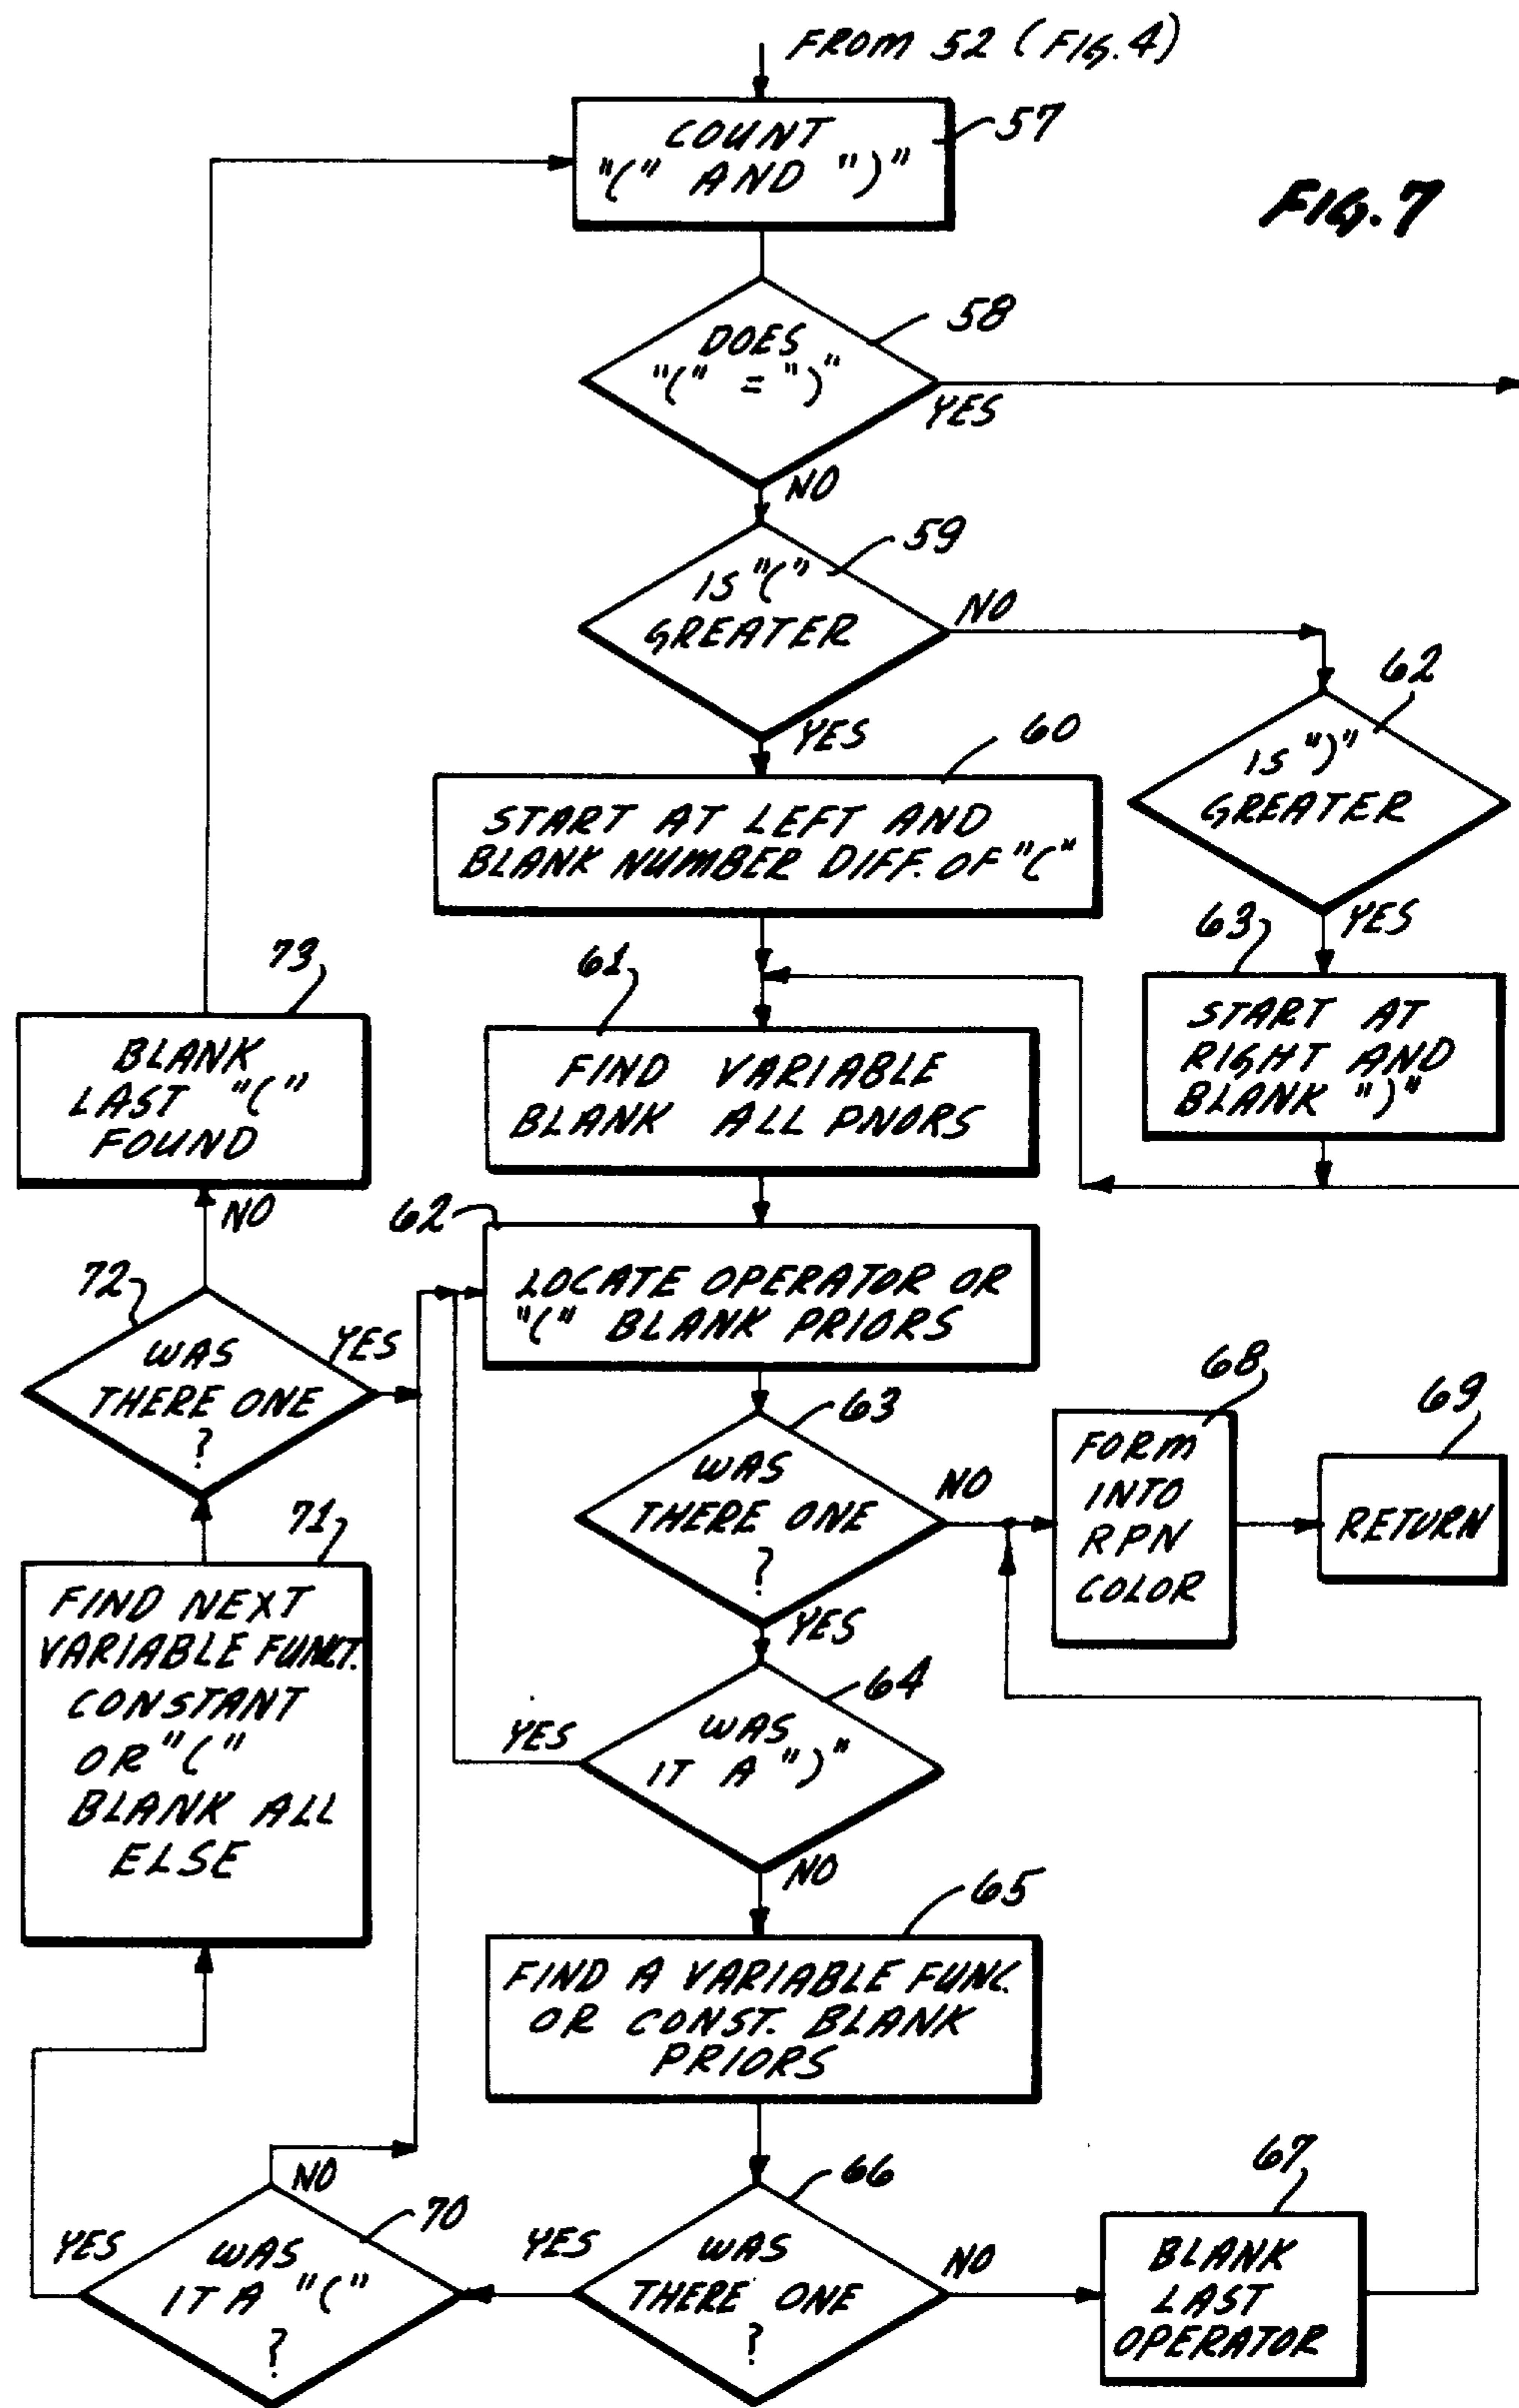 FROM 52 (FIG. 4)
COUNT
"(" AND ")"
57
FIG. 7
DOES
"(" = ")"
58
YES
NO
IS "("
GREATER
59
NO
YES
62
IS ")"
GREATER
YES
60
START AT LEFT AND
BLANK NUMBER DIFF. OF "("
63
START AT
RIGHT AND
BLANK ")"
61
FIND VARIABLE
BLANK ALL PNORS
73
BLANK
LAST "("
FOUND
NO
62
LOCATE OPERATOR OR
"(" BLANK PRIORS
72
WAS
THERE ONE
?
YES
63
WAS
THERE ONE
?
NO
YES
68
FORM
INTO
RPN
COLOR
69
RETURN
71
FIND NEXT
VARIABLE FUNCT.
CONSTANT
OR "("
BLANK ALL
ELSE
64
WAS
IT A ")"
YES
NO
65
FIND A VARIABLE FUNC.
OR CONST. BLANK
PRIORS
66
WAS
THERE ONE
?
YES
NO
67
BLANK
LAST
OPERATOR
70
WAS
IT A "("
?
NO
YES